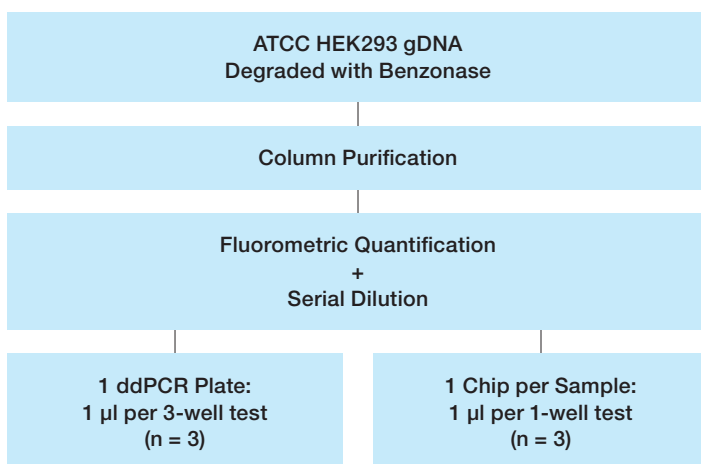 ATCC HEK293 gDNA
Degraded with Benzonase
Column Purification
Fluorometric Quantification
+
Serial Dilution
1 ddPCR Plate:
1 µl per 3-well test
(n = 3)
1 Chip per Sample:
1 µl per 1-well test
(n = 3)